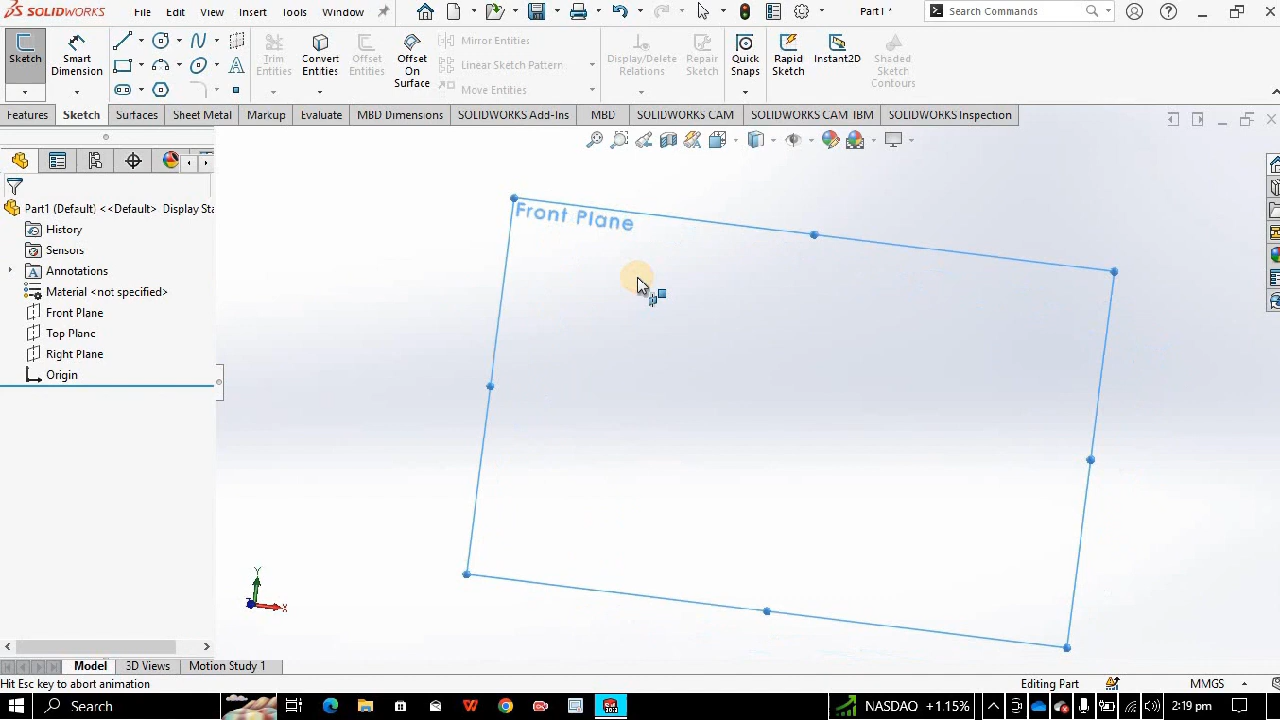 SOLIDWORKS File Edit View Insert Tools Window Part1 * Search Commands
Sketch Smart Dimension Trim Entities Convert Entities Offset Entities Offset On Surface Mirror Entities Linear Sketch Pattern Move Entities Display/Delete Relations Repair Sketch Quick Snaps Rapid Sketch Instant2D Shaded Sketch Contours
Features Sketch Surfaces Sheet Metal Markup Evaluate MBD Dimensions SOLIDWORKS Add-Ins MBD SOLIDWORKS CAM SOLIDWORKS CAM TBM SOLIDWORKS Inspection
Part1 (Default) <<Default> Display Sta
History
Sensors
Annotations
Material <not specified>
Front Plane
Top Plane
Right Plane
Origin
Front Plane
Y
X
Model 3D Views Motion Study 1
Hit Esc key to abort animation Editing Part MMGS
Search NASDAQ +1.15% 2:19 pm